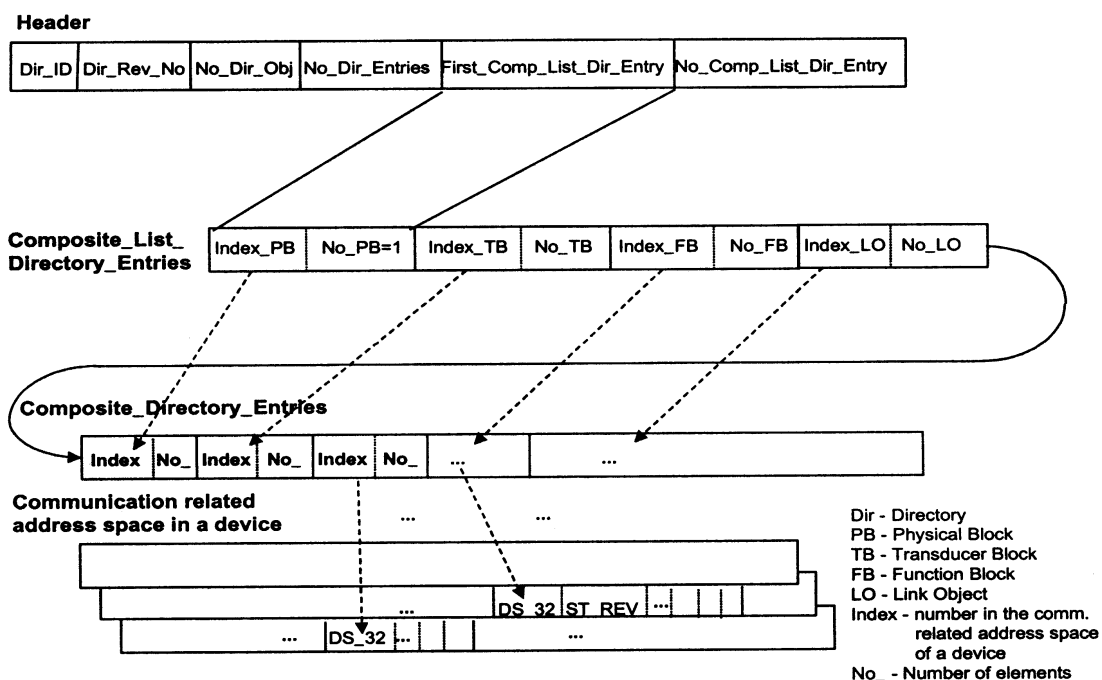 Header
Dir_ID Dir_Rev_No No_Dir_Obj No_Dir_Entries First_Comp_List_Dir_Entry No_Comp_List_Dir_Entry
Composite_List_
Directory_Entries
Index_PB No_PB=1 Index_TB No_TB Index_FB No_FB Index_LO No_LO
Composite_Directory_Entries
Index No_ Index No_ Index No_ ... ...
Communication related
address space in a device
... ...
... DS_32 ST_REV ...
... DS_32 ... ...
Dir - Directory
PB - Physical Block
TB - Transducer Block
FB - Function Block
LO - Link Object
Index - number in the comm.
related address space
of a device
No_ - Number of elements